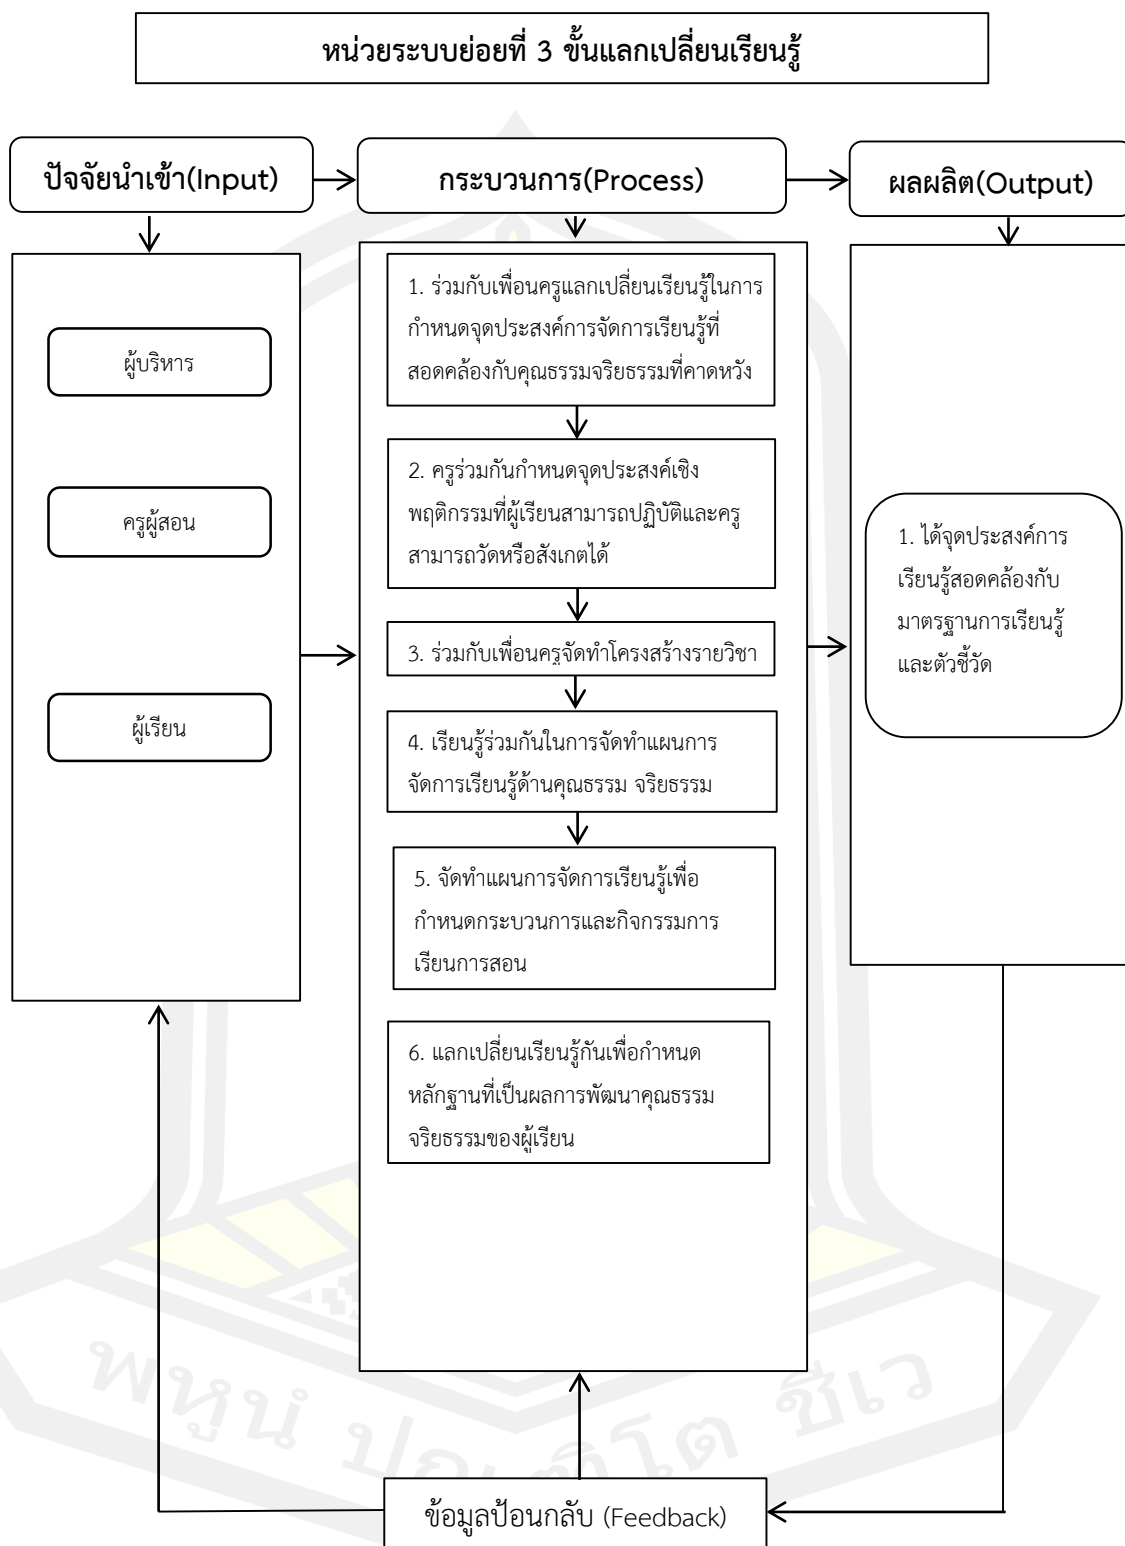 หน่วยระบบย่อยที่ 3 ขั้นแลกเปลี่ยนเรียนรู้
ปัจจัยนำเข้า(Input)
กระบวนการ(Process)
ผลผลิต(Output)
ผู้บริหาร
ครูผู้สอน
ผู้เรียน
1. ร่วมกับเพื่อนครูแลกเปลี่ยนเรียนรู้ในการ
กำหนดจุดประสงค์การจัดการเรียนรู้ที่
สอดคล้องกับคุณธรรมจริยธรรมที่คาดหวัง
2. ครูร่วมกันกำหนดจุดประสงค์เชิง
พฤติกรรมที่ผู้เรียนสามารถปฏิบัติและครู
สามารถวัดหรือสังเกตได้
3. ร่วมกับเพื่อนครูจัดทำโครงสร้างรายวิชา
4. เรียนรู้ร่วมกันในการจัดทำแผนการ
จัดการเรียนรู้ด้านคุณธรรม จริยธรรม
5. จัดทำแผนการจัดการเรียนรู้เพื่อ
กำหนดกระบวนการและกิจกรรมการ
เรียนการสอน
6. แลกเปลี่ยนเรียนรู้กันเพื่อกำหนด
หลักฐานที่เป็นผลการพัฒนาคุณธรรม
จริยธรรมของผู้เรียน
1. ได้จุดประสงค์การ
เรียนรู้สอดคล้องกับ
มาตรฐานการเรียนรู้
และตัวชี้วัด
พหูนํ ปณฺฑิโต ชีเว
ข้อมูลป้อนกลับ (Feedback)